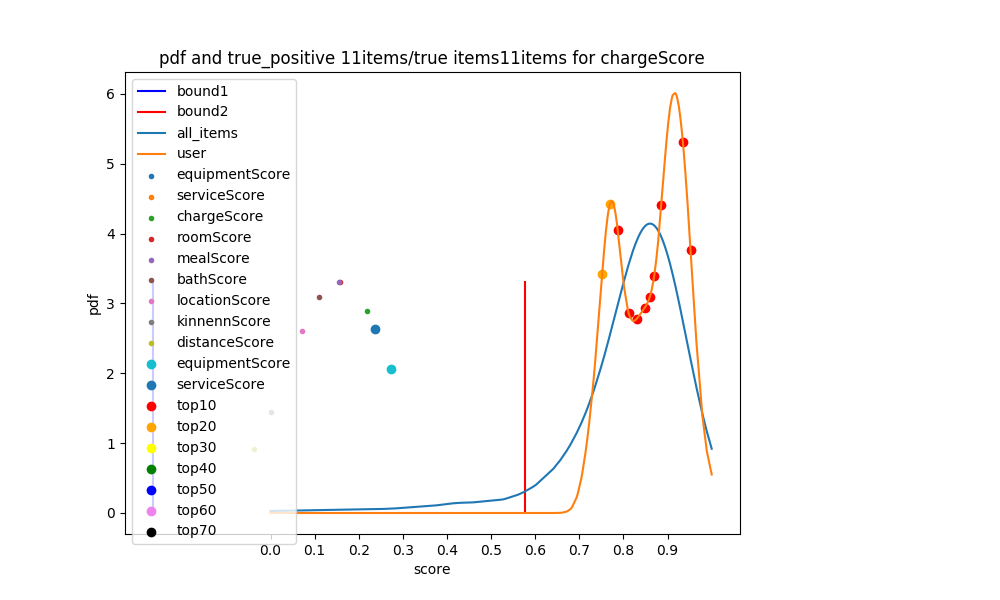 pdf and true_positive 11items/true items11items for chargeScore
bound1
bound2
all_items
user
equipmentScore
serviceScore
chargeScore
roomScore
mealScore
bathScore
locationScore
kinnennScore
distanceScore
equipmentScore
serviceScore
top10
top20
top30
top40
top50
top60
top70
pdf
6
5
4
3
2
1
0
0.0 0.1 0.2 0.3 0.4 0.5 0.6 0.7 0.8 0.9
score